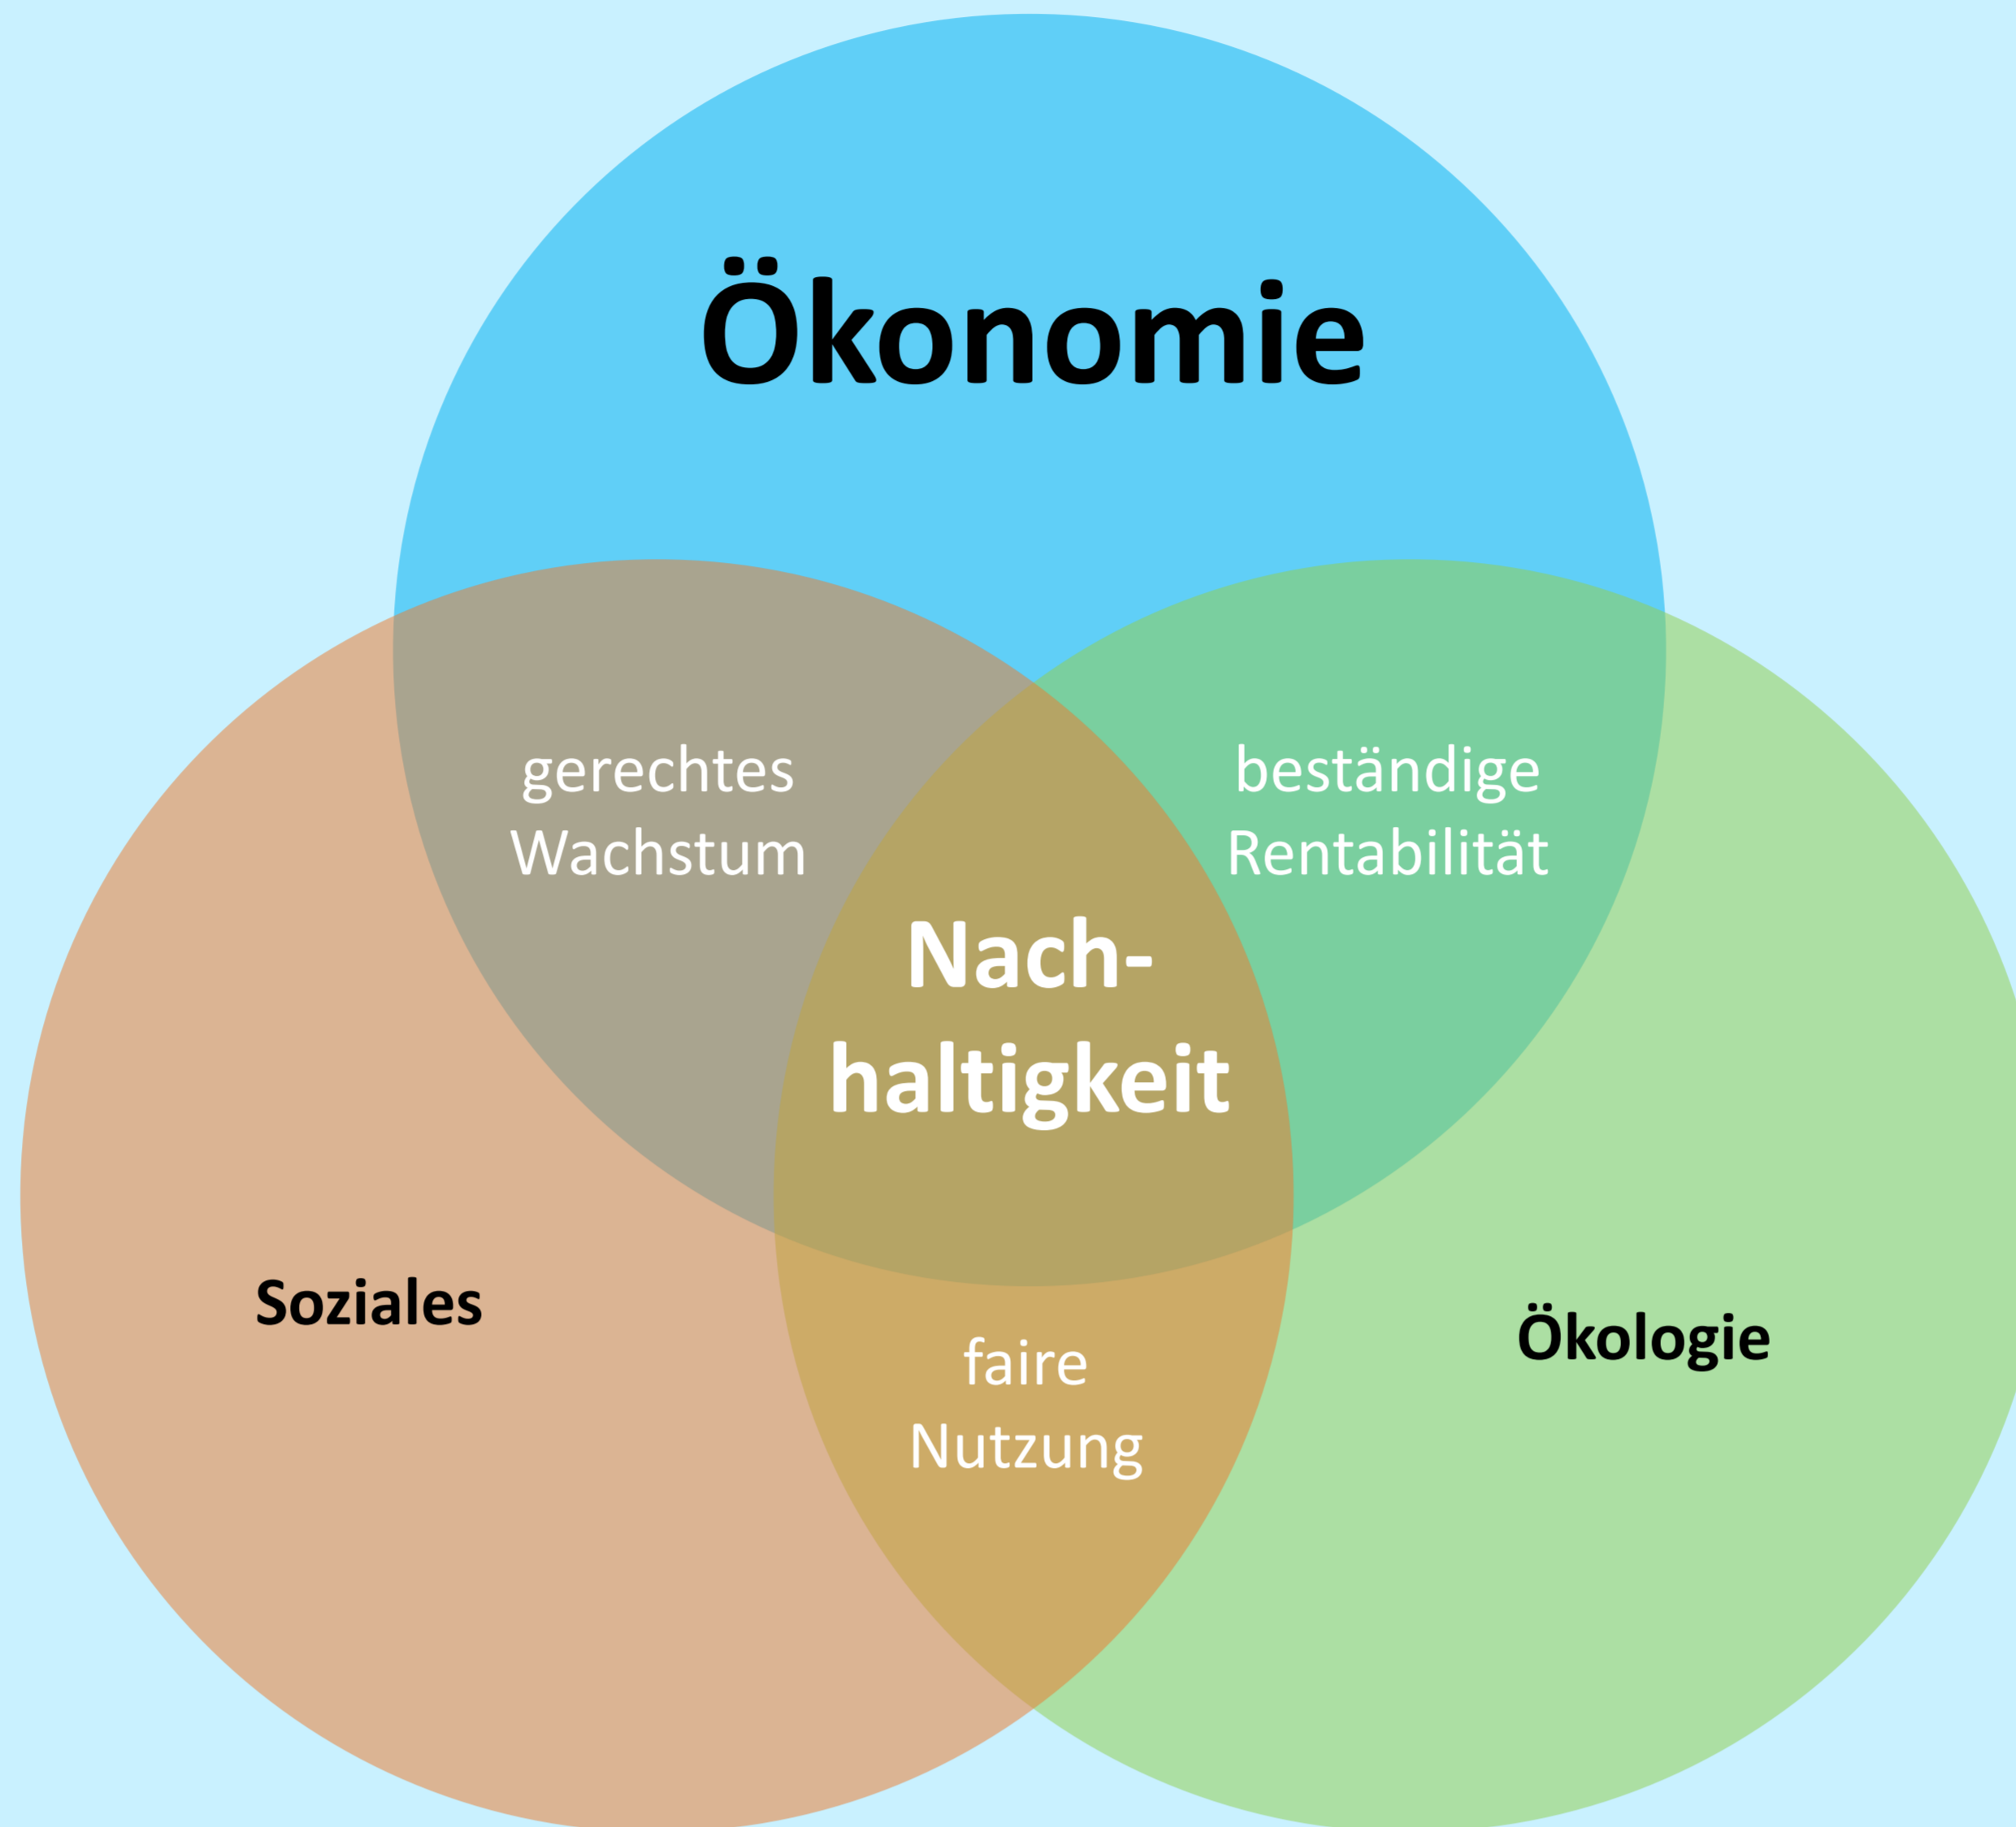 Ökonomie
gerechtes
Wachstum
beständige
Rentabilität
Nach-
haltigkeit
Soziales
Ökologie
faire
Nutzung